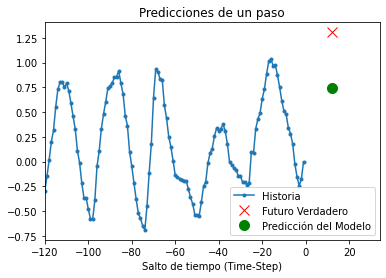 Predicciones de un paso
1.25
1.00
0.75
0.50
0.25
0.00
−0.25
−0.50
−0.75
Historia
Futuro Verdadero
Predicción del Modelo
−120 −100 −80 −60 −40 −20 0 20
Salto de tiempo (Time-Step)